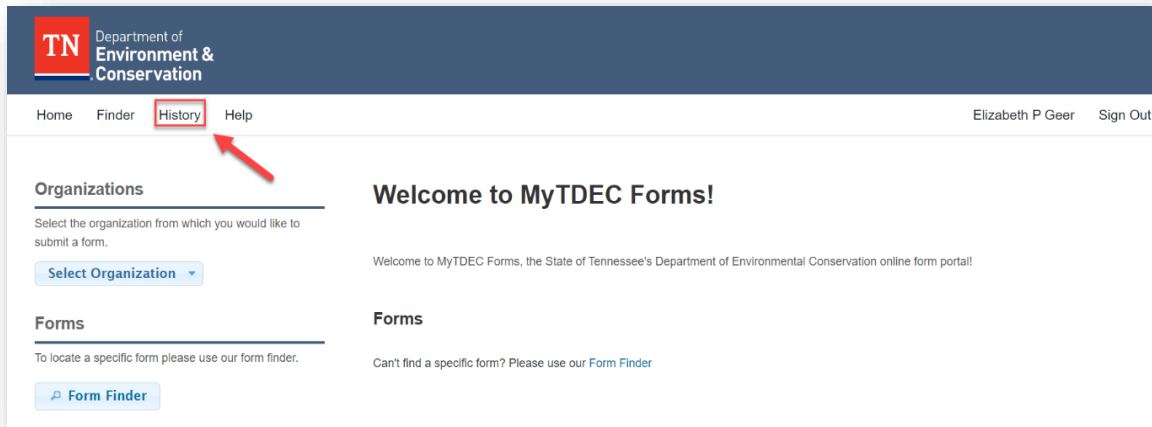 TN
Department of
Environment &
Conservation
Home Finder History Help
Elizabeth P Geer Sign Out
Organizations
Select the organization from which you would like to
submit a form.
Select Organization
Forms
To locate a specific form please use our form finder.
Form Finder
Welcome to MyTDEC Forms!
Welcome to MyTDEC Forms, the State of Tennessee's Department of Environmental Conservation online form portal!
Forms
Can't find a specific form? Please use our Form Finder